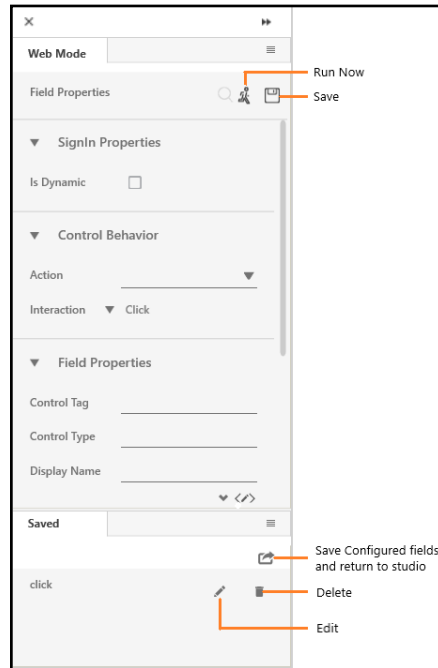 Web Mode
Run Now
Field Properties
Save
SignIn Properties
Is Dynamic
Control Behavior
Action
Interaction Click
Field Properties
Control Tag
Control Type
Display Name
Saved
Save Configured fields
and return to studio
click
Delete
Edit